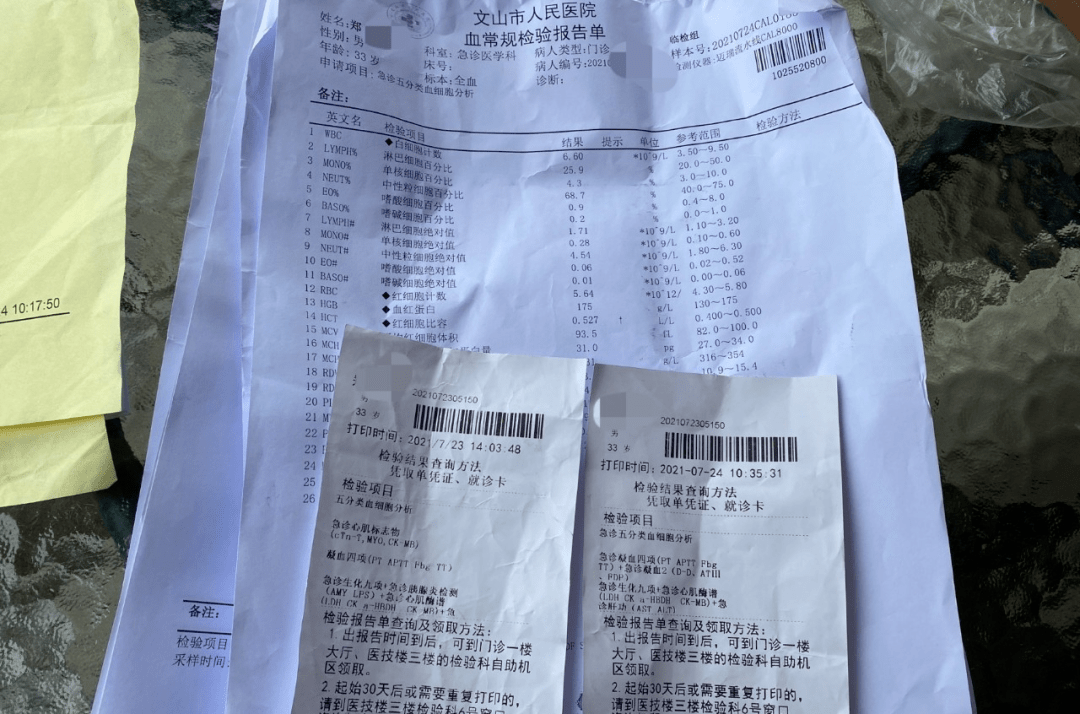 文山市人民医院
血常规检验报告单
姓名:郑
性别:男
年龄:33 岁
申请项目:急诊五分类血细胞分析
科室:急诊医学科
床号:
标本:全血
病人类型:门诊
病人编号:20210
诊断:
临检组
样本号:20210724CAL0108
检测仪器:迈瑞流水线CAL8000
1025520800
备注:
英文名 检验项目 结果 提示 单位 参考范围 检验方法
1 WBC ◆白细胞计数 6.60 *10^9/L 3.50~9.50
2 LYMPH% 淋巴细胞百分比 25.9 % 20.0~50.0
3 MONO% 单核细胞百分比 4.3 % 3.0~10.0
4 NEUT% 中性粒细胞百分比 68.7 % 40.0~75.0
5 EO% 嗜酸细胞百分比 0.9 % 0.4~8.0
6 BASO% 嗜碱细胞百分比 0.2 % 0.0~1.0
7 LYMPH# 淋巴细胞绝对值 1.71 *10^9/L 1.10~3.20
8 MONO# 单核细胞绝对值 0.28 *10^9/L 0.10~0.60
9 NEUT# 中性粒细胞绝对值 4.54 *10^9/L 1.80~6.30
10 EO# 嗜酸细胞绝对值 0.06 *10^9/L 0.02~0.52
11 BASO# 嗜碱细胞绝对值 0.01 *10^9/L 0.00~0.06
12 RBC ◆红细胞计数 5.64 *10^12/ 4.30~5.80
13 HGB ◆血红蛋白 175 g/L 130~175
14 HCT ◆红细胞比容 0.527 ↑ L/L 0.400~0.500
15 MCV 红细胞体积 93.5 fL 82.0~100.0
16 MCH 蛋白量 31.0 pg 27.0~34.0
17 MC 31 g/L 316~354
18 RD 10.9~15.4
19 RD
20 PL
21 M
22 P
23
24
25
26
4 10:17:50
备注:
检验项目
采样时间:
男
33 岁
2021072305150
打印时间:2021/7/23 14:03:48
检验结果查询方法
凭取单凭证、就诊卡
检验项目
五分类血细胞分析
急诊心肌标志物
(cTn-T,MYO,CK-MB)
凝血四项(PT APTT Fbg TT)
急诊生化九项+急诊胰腺炎检测
(AMY LPS)+急诊心肌酶谱
(LDH CK α-HBDH CK-MB)+急
检验报告单查询及领取方法:
1. 出报告时间到后,可到门诊一楼
大厅、医技楼三楼的检验科自助机
区领取。
2. 起始30天后或需要重复打印的,
请到医技楼三楼检验科6号窗口
男
33 岁
2021072305150
打印时间:2021-07-24 10:35:31
检验结果查询方法
凭取单凭证、就诊卡
检验项目
急诊五分类血细胞分析
急诊凝血四项(PT APTT Fbg
TT)+急诊凝血2(D-D、ATIII
、FDP)
急诊生化九项+急诊心肌酶谱
(LDH CK α-HBDH CK-MB)+急
诊肝功(AST ALT)
检验报告单查询及领取方法:
1. 出报告时间到后,可到门诊一楼
大厅、医技楼三楼的检验科自助机
区领取。
2. 起始30天后或需要重复打印的,
请到医技楼三楼检验科6号窗口